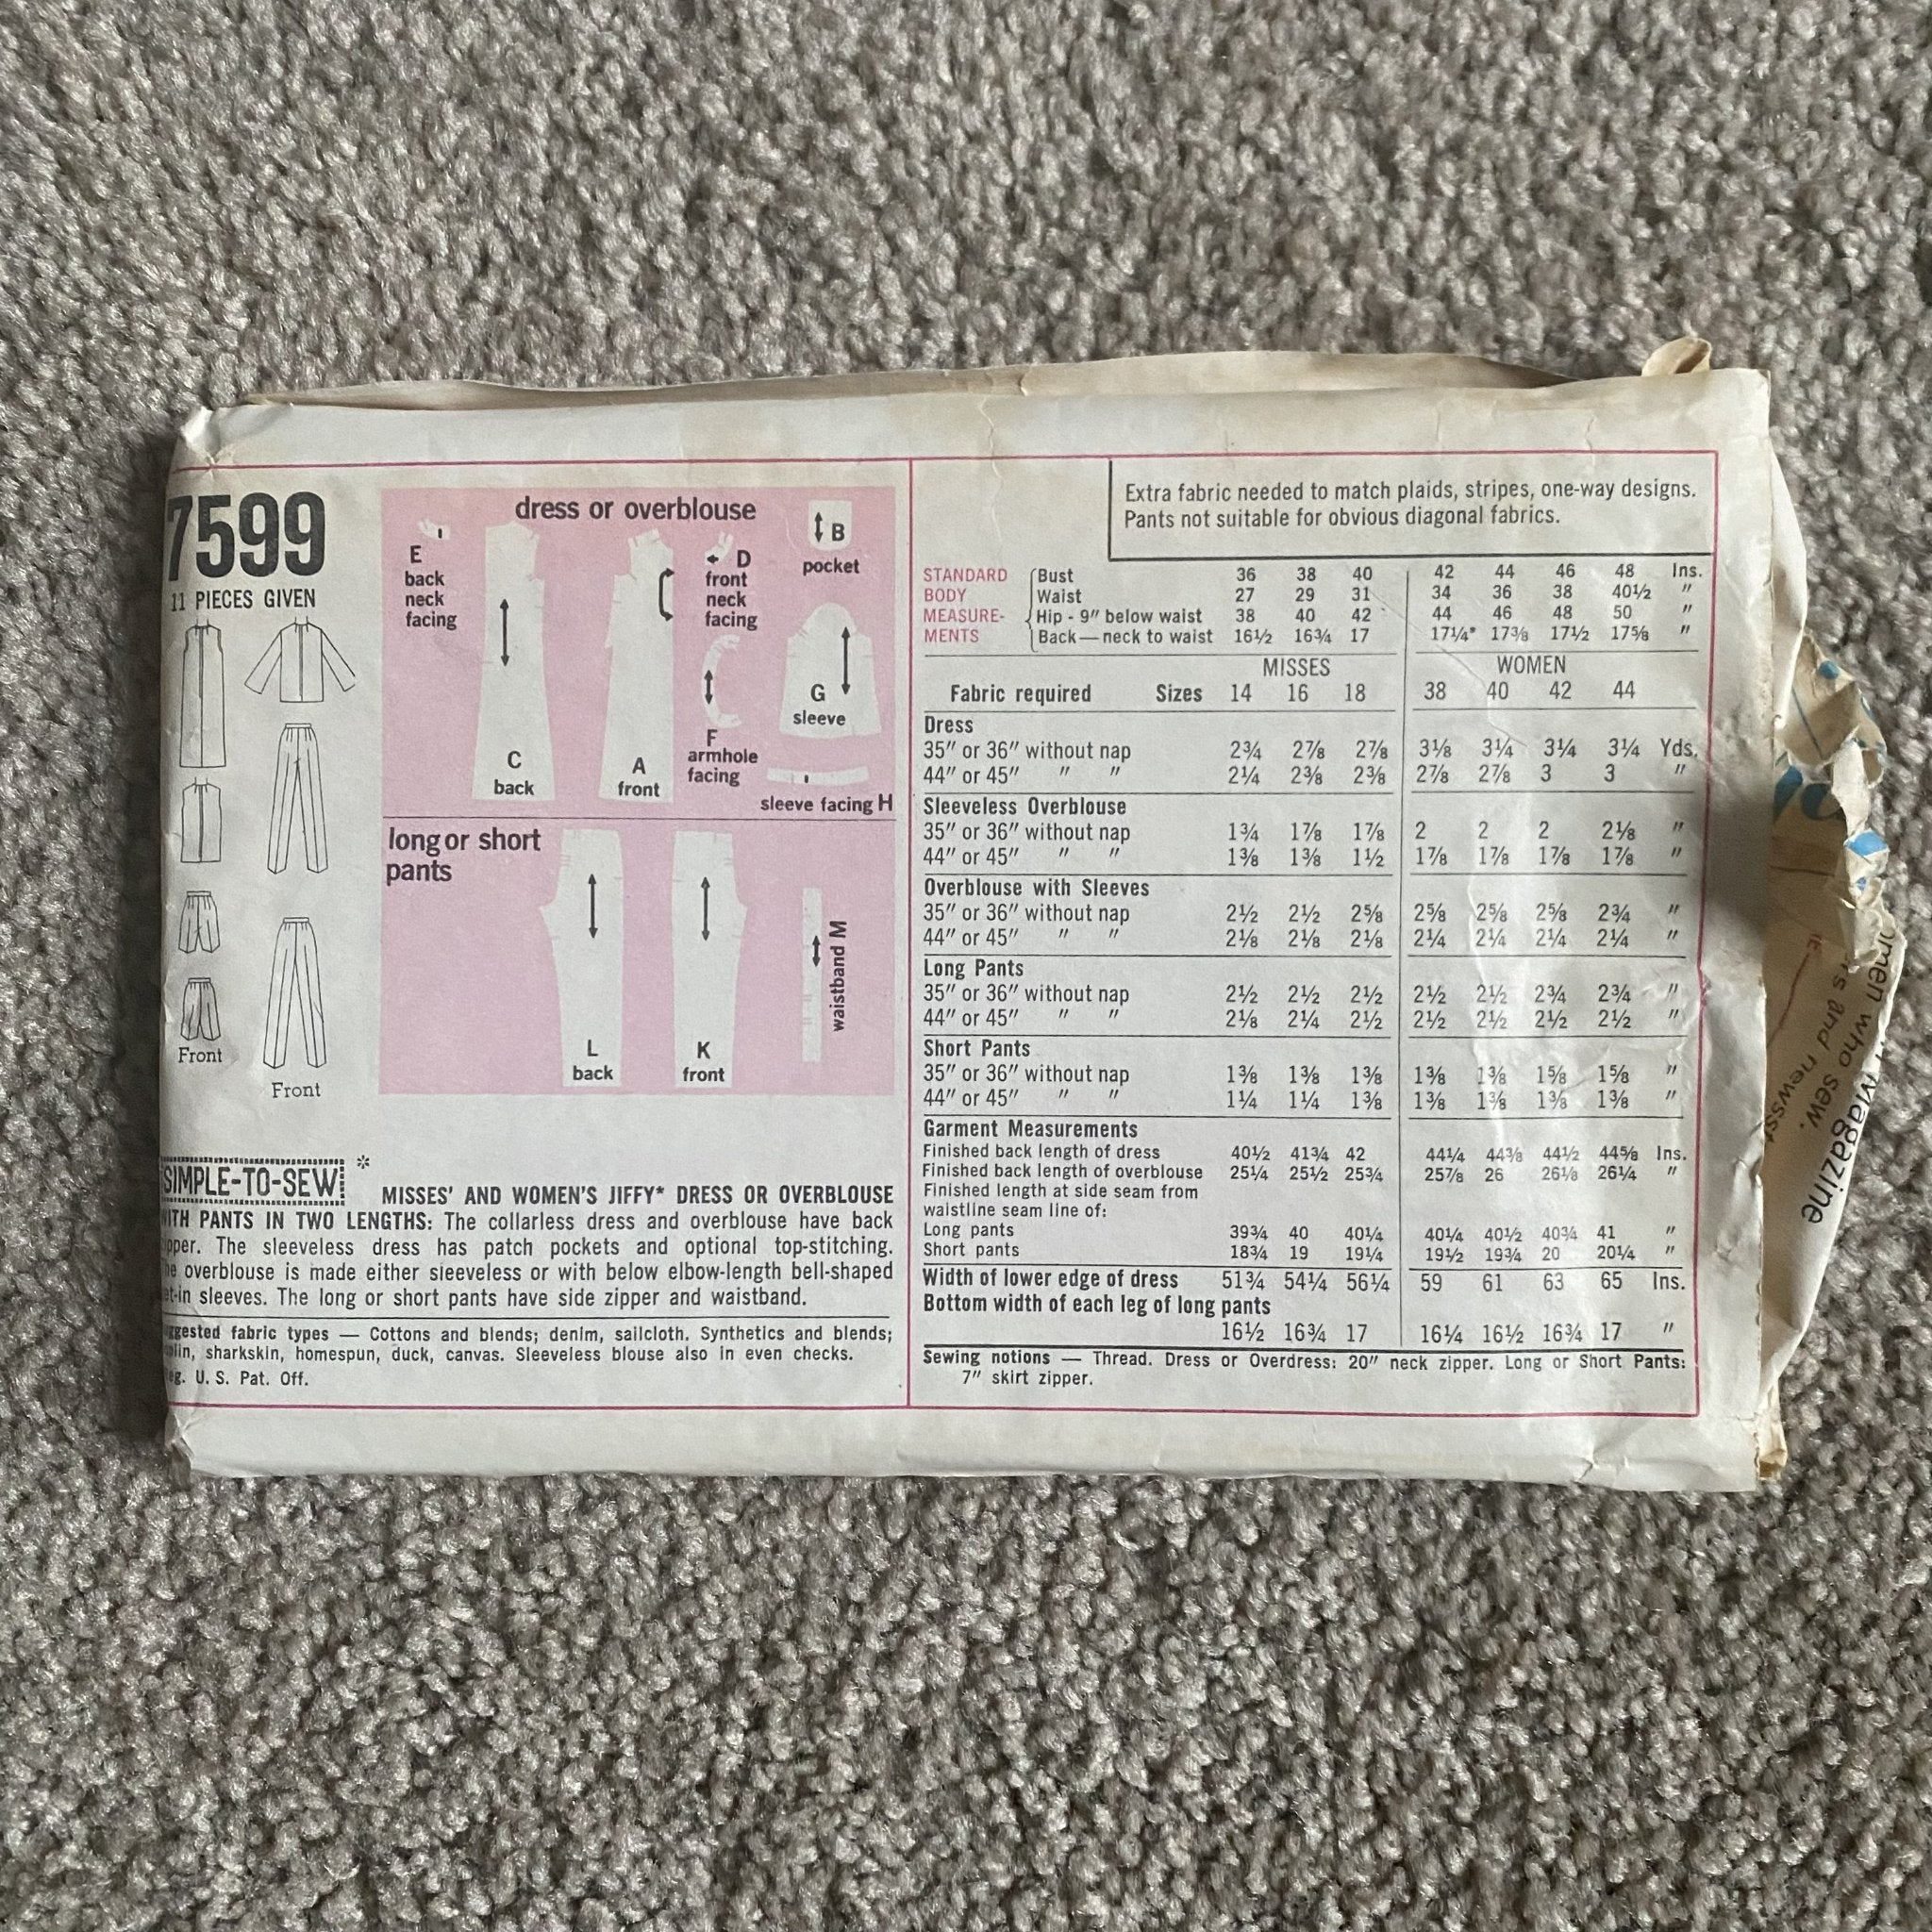 7599
11 PIECES GIVEN
Front
Front
dress or overblouse
E
back
neck
facing
C
back
A
front
D
front
neck
facing
F
armhole
facing
B
pocket
G
sleeve
sleeve facing H
long or short
pants
L
back
K
front
waistband M
SIMPLE-TO-SEW *
MISSES' AND WOMEN'S JIFFY* DRESS OR OVERBLOUSE
WITH PANTS IN TWO LENGTHS: The collarless dress and overblouse have back
The sleeveless dress has patch pockets and optional top-stitching.
overblouse is made either sleeveless or with below elbow-length bell-shaped
sleeves. The long or short pants have side zipper and waistband.
fabric types — Cottons and blends; denim, sailcloth. Synthetics and blends;
sharkskin, homespun, duck, canvas. Sleeveless blouse also in even checks.
U. S. Pat. Off.
Extra fabric needed to match plaids, stripes, one-way designs.
Pants not suitable for obvious diagonal fabrics.
STANDARD Bust 36 38 40 42 44 46 48 Ins.
BODY Waist 27 29 31 34 36 38 40½ "
MEASURE- Hip - 9" below waist 38 40 42 44 46 48 50 "
MENTS Back—neck to waist 16½ 16¾ 17 17¼" 17⅜ 17½ 17⅝ "
MISSES WOMEN
Fabric required Sizes 14 16 18 38 40 42 44
Dress
35" or 36" without nap 2¾ 2⅞ 2⅞ 3⅛ 3¼ 3¼ 3¼ Yds.
44" or 45" " " 2¼ 2⅜ 2⅜ 2⅞ 2⅞ 3 3 "
Sleeveless Overblouse
35" or 36" without nap 1¾ 1⅞ 1⅞ 2 2 2 2⅛ "
44" or 45" " " 1⅜ 1⅜ 1½ 1⅞ 1⅞ 1⅞ 1⅞ "
Overblouse with Sleeves
35" or 36" without nap 2½ 2½ 2⅝ 2⅝ 2⅝ 2⅝ 2¾ "
44" or 45" " " 2⅛ 2⅛ 2⅛ 2¼ 2¼ 2¼ 2¼ "
Long Pants
35" or 36" without nap 2½ 2½ 2½ 2½ 2½ 2¾ 2¾ "
44" or 45" " " 2⅛ 2¼ 2½ 2½ 2½ 2½ 2½ "
Short Pants
35" or 36" without nap 1⅜ 1⅜ 1⅜ 1⅜ 1⅜ 1⅝ 1⅝ "
44" or 45" " " 1¼ 1¼ 1⅜ 1⅜ 1⅜ 1⅜ 1⅜ "
Garment Measurements
Finished back length of dress 40½ 41¾ 42 44¼ 44⅜ 44½ 44⅝ Ins.
Finished back length of overblouse 25¼ 25½ 25¾ 25⅞ 26 26⅛ 26¼ "
Finished length at side seam from
waistline seam line of:
Long pants 39¾ 40 40¼ 40¼ 40½ 40¾ 41 "
Short pants 18¾ 19 19¼ 19½ 19¾ 20 20¼ "
Width of lower edge of dress 51¾ 54¼ 56¼ 59 61 63 65 Ins.
Bottom width of each leg of long pants
16½ 16¾ 17 16¼ 16½ 16¾ 17 "
Sewing notions — Thread. Dress or Overdress: 20" neck zipper. Long or Short Pants:
7" skirt zipper.
Magazine
who sew.
and